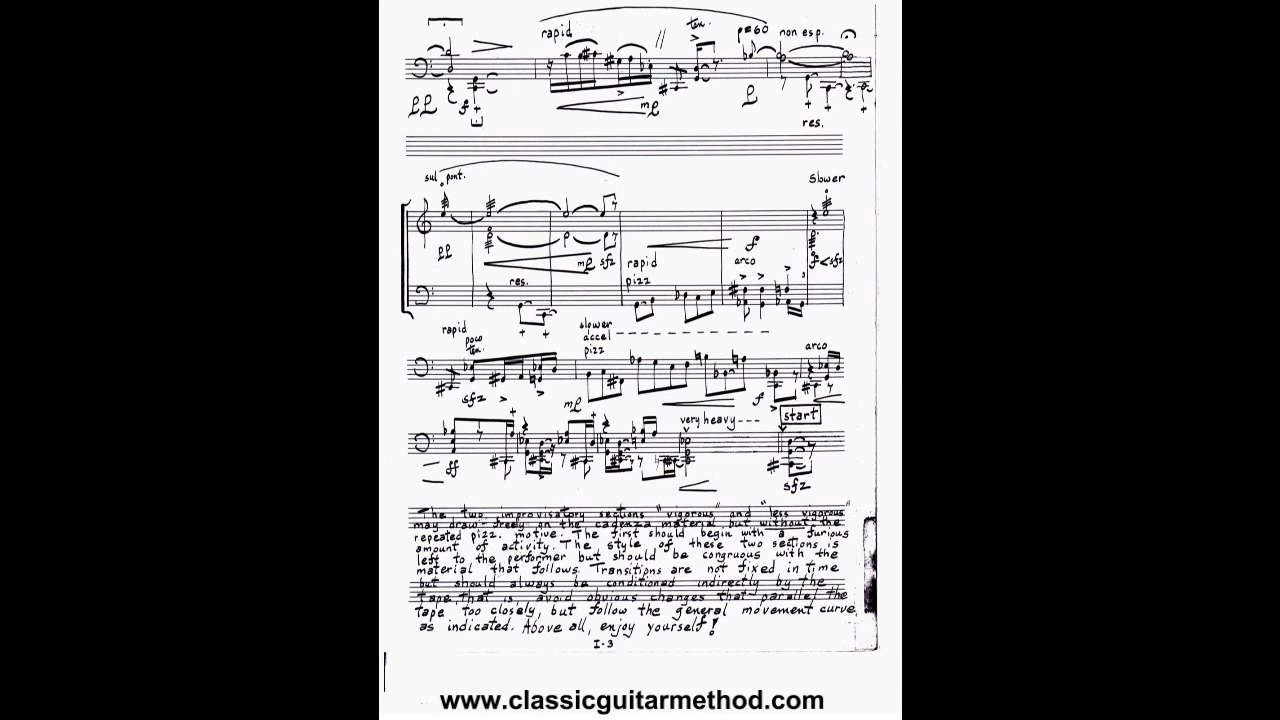 rapid
ten.
♩=60 non esp.
pp f mp p
res.
sul pont.
Slower
pp
mp sfz rapid arco f f<sfz
res. pizz
rapid slower
poco accel
ten. pizz arco
sfz mp f
very heavy start
ff
sfz
The two improvisatory sections "vigorous" and "less vigorous"
may draw freely on the cadenza material but without the
repeated pizz. motive. The first should begin with a furious
amount of activity. The style of these two sections is
left to the performer but should be congruous with the
material that follows. Transitions are not fixed in time
but should always be conditioned indirectly by the
tape, that is avoid obvious changes that parallel the
tape too closely, but follow the general movement curve
as indicated. Above all, enjoy yourself!
I-3
www.classicguitarmethod.com